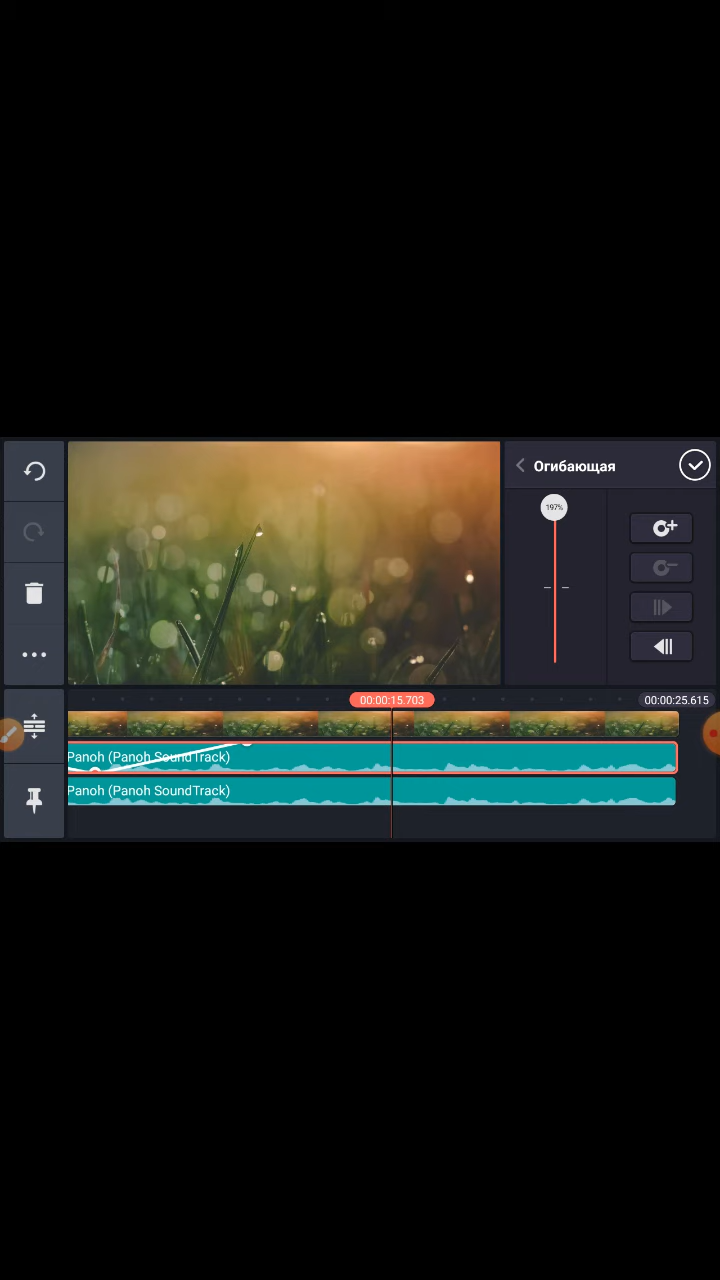 Огибающая
197%
00:00:15.703
00:00:25.615
Panoh (Panoh SoundTrack)
Panoh (Panoh SoundTrack)